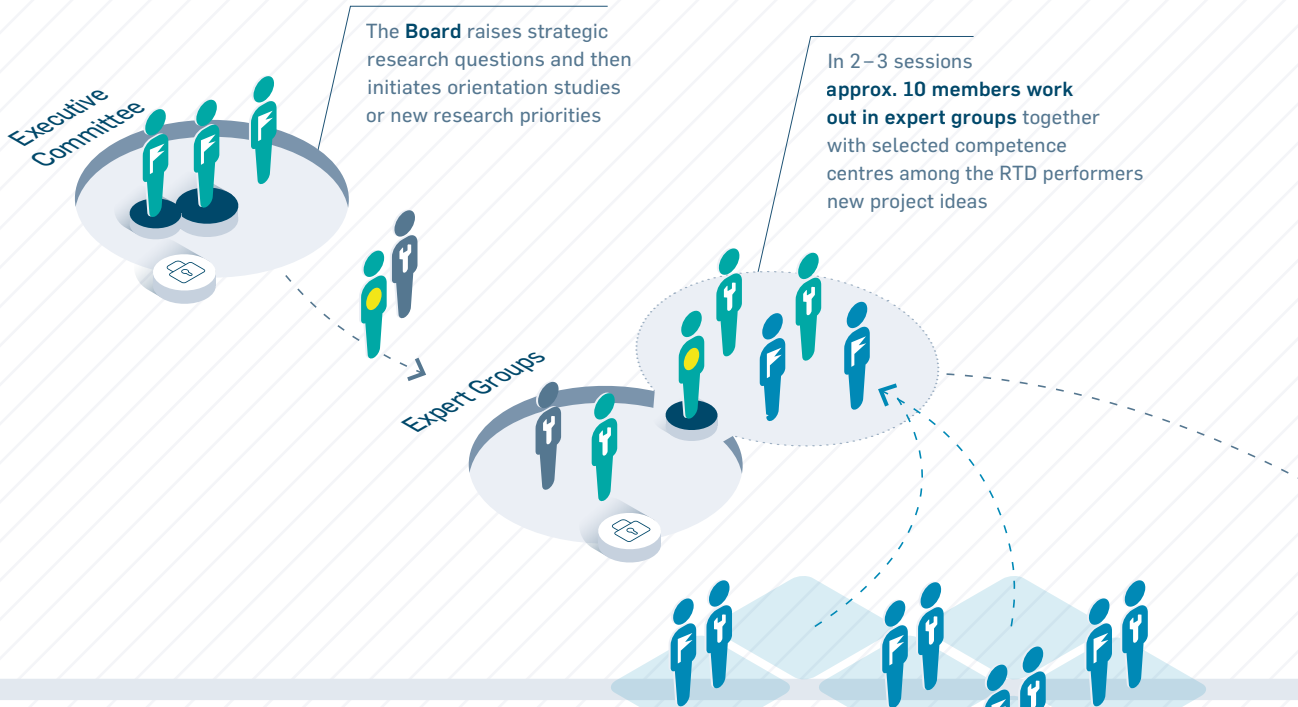 Executive
Committee
The Board raises strategic
research questions and then
initiates orientation studies
or new research priorities
In 2–3 sessions
approx. 10 members work
out in expert groups together
with selected competence
centres among the RTD performers
new project ideas
Expert Groups